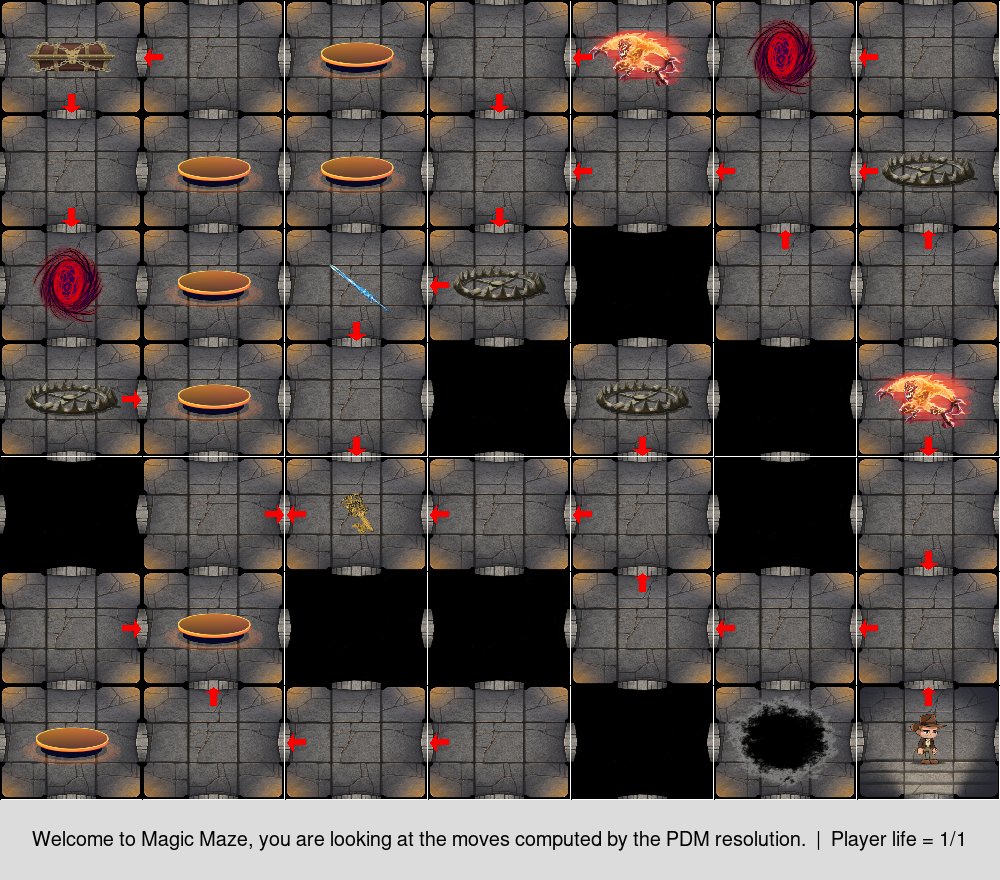 Welcome to Magic Maze, you are looking at the moves computed by the PDM resolution.  |  Player life = 1/1